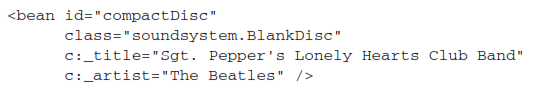 <bean id="compactDisc"
class="soundsystem.BlankDisc"
c:_title="Sgt. Pepper's Lonely Hearts Club Band"
c:_artist="The Beatles" />